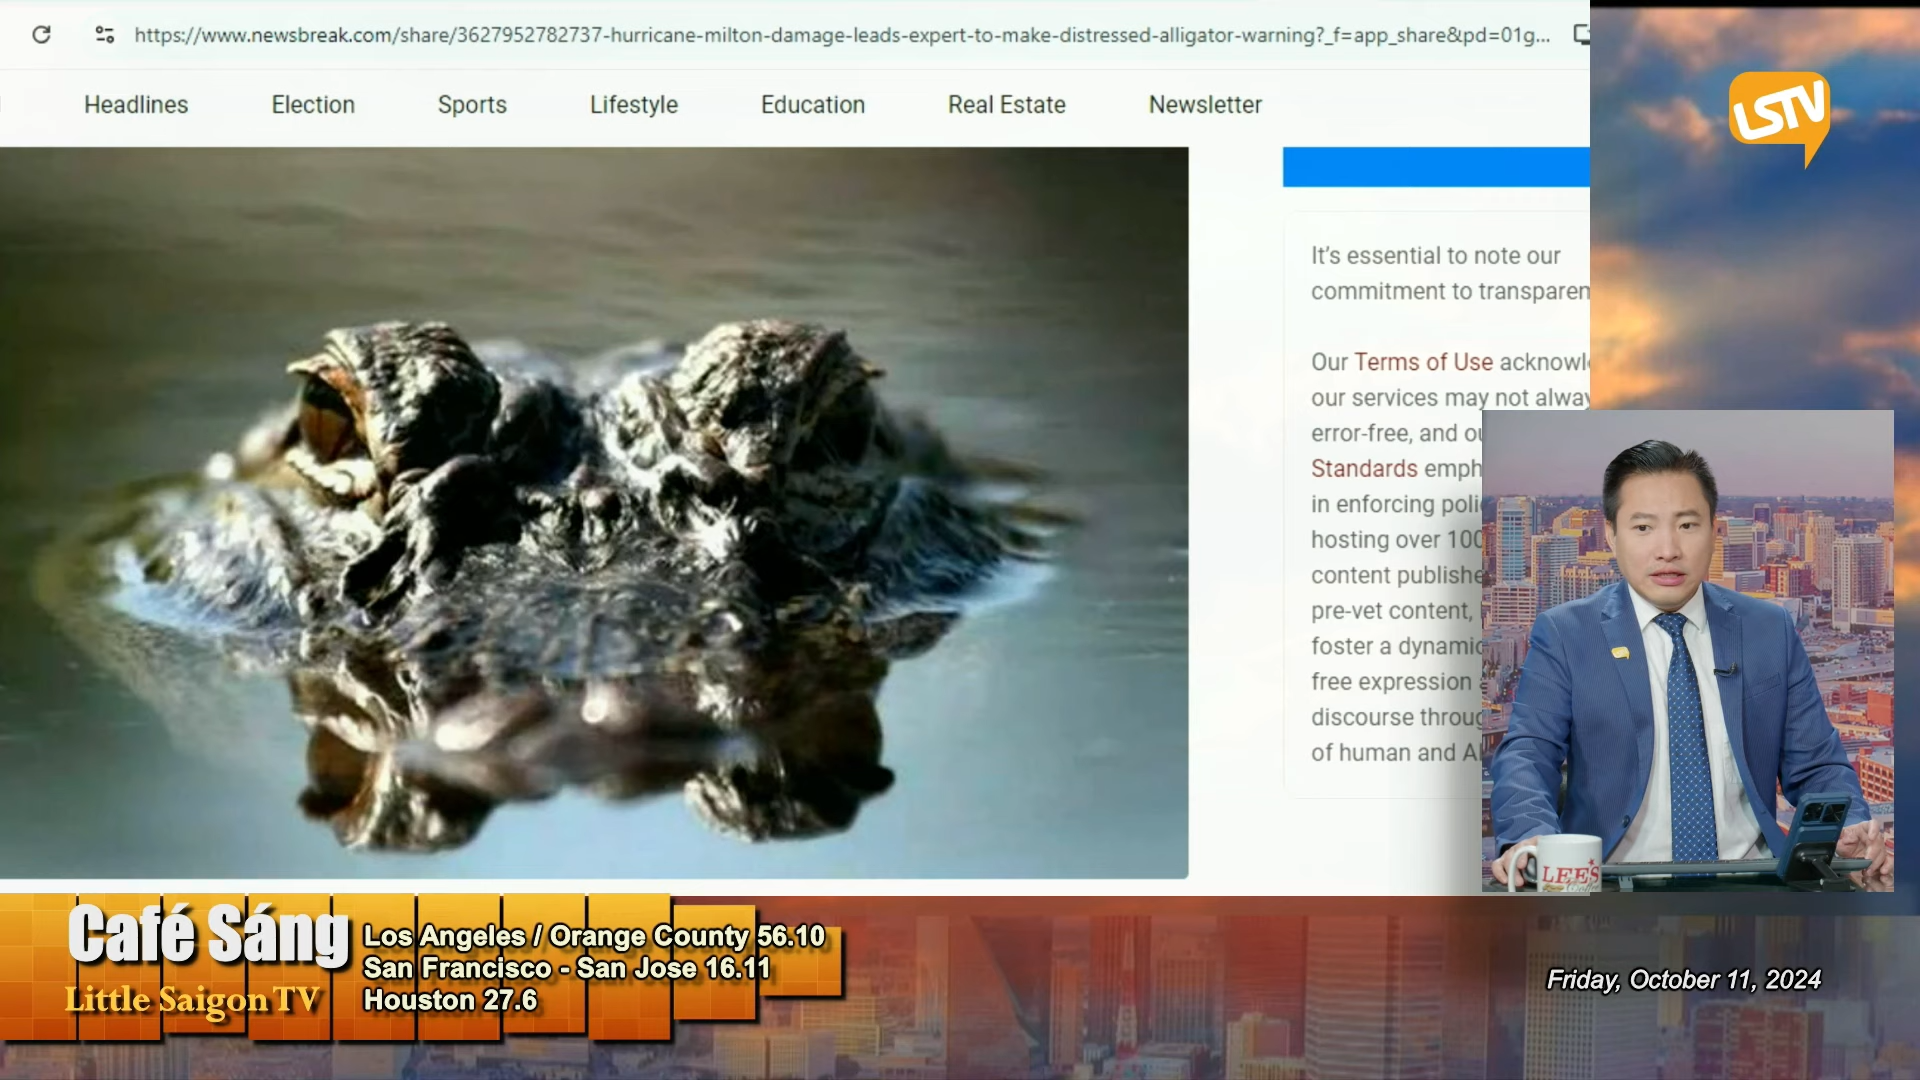 https://www.newsbreak.com/share/3627952782737-hurricane-milton-damage-leads-expert-to-make-distressed-alligator-warning?_f=app_share&pd=01g...
Headlines Election Sports Lifestyle Education Real Estate Newsletter
LSTV
It's essential to note our
commitment to transparen
Our Terms of Use acknowl
our services may not alway
error-free, and ou
Standards emph
in enforcing poli
hosting over 100
content publishe
pre-vet content,
foster a dynamic
free expression
discourse throug
of human and AI
LEE'S
Café Sáng
Little Saigon TV
Los Angeles / Orange County 56.10
San Francisco - San Jose 16.11
Houston 27.6
Friday, October 11, 2024